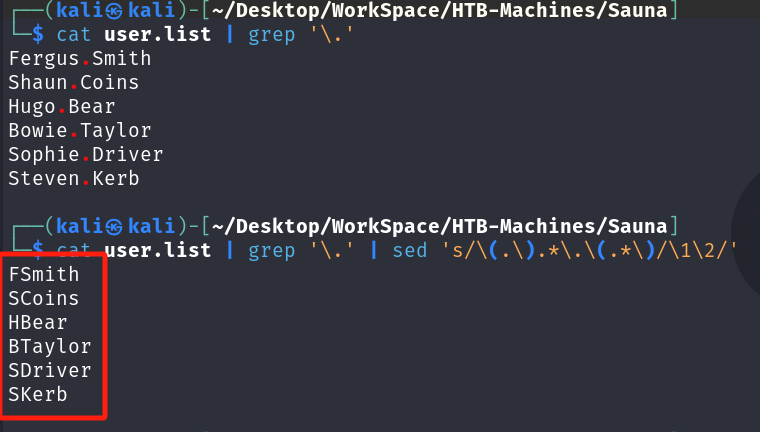 ┌──(kali㉿kali)-[~/Desktop/WorkSpace/HTB-Machines/Sauna]
└─$ cat user.list | grep '\.'
Fergus.Smith
Shaun.Coins
Hugo.Bear
Bowie.Taylor
Sophie.Driver
Steven.Kerb
┌──(kali㉿kali)-[~/Desktop/WorkSpace/HTB-Machines/Sauna]
└─$ cat user.list | grep '\.' | sed 's/\(.\).*\.\(.*\)/\1\2/'
FSmith
SCoins
HBear
BTaylor
SDriver
SKerb